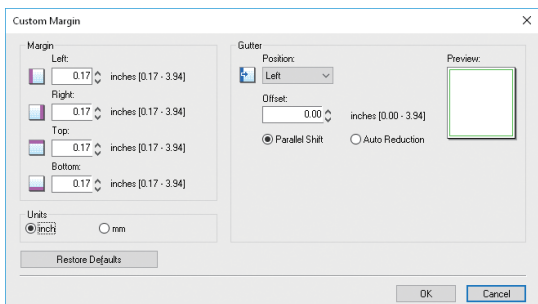 Custom Margin
Margin
Left:
0.17 inches [0.17 - 3.94]
Right:
0.17 inches [0.17 - 3.94]
Top:
0.17 inches [0.17 - 3.94]
Bottom:
0.17 inches [0.17 - 3.94]
Units
inch mm
Restore Defaults
Gutter
Position:
Left
Offset:
0.00 inches [0.00 - 3.94]
Parallel Shift Auto Reduction
Preview:
OK Cancel